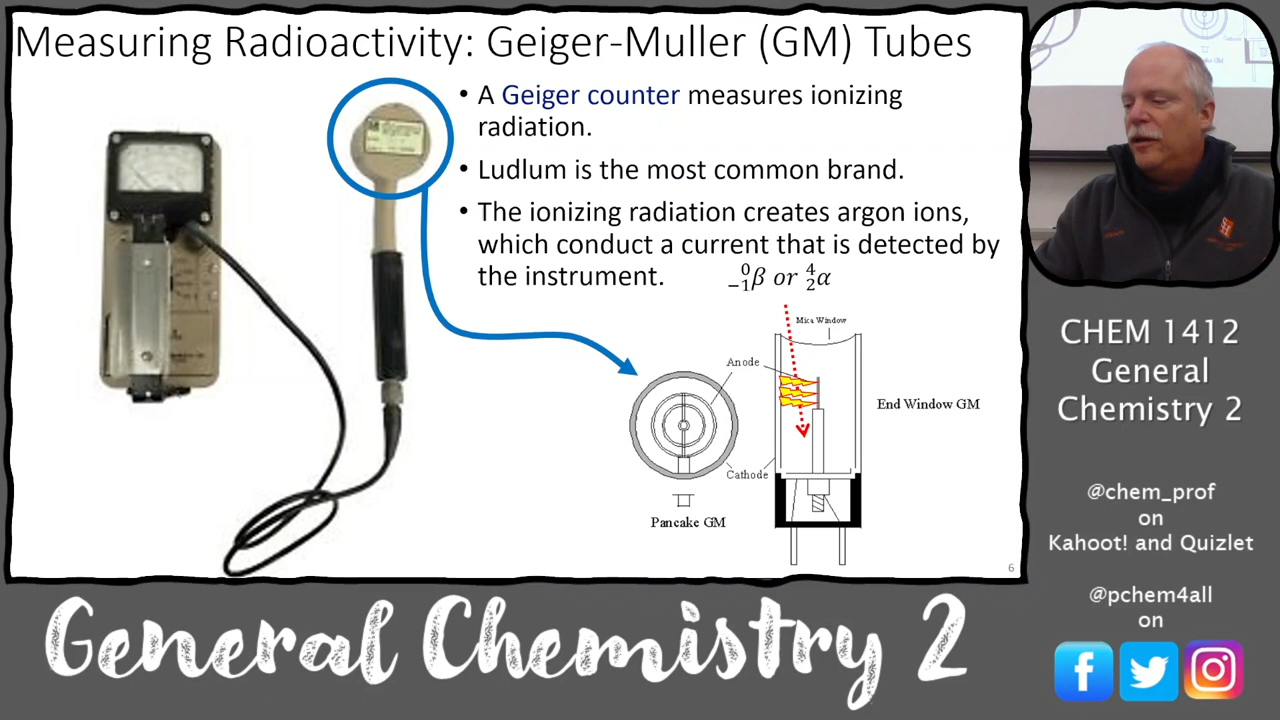 Measuring Radioactivity: Geiger-Muller (GM) Tubes
• A Geiger counter measures ionizing
radiation.
• Ludlum is the most common brand.
• The ionizing radiation creates argon ions,
which conduct a current that is detected by
the instrument. ⁰₋₁β or ⁴₂α
Mica Window
Anode
End Window GM
Cathode
Pancake GM
6
CHEM 1412
General
Chemistry 2
@chem_prof
on
Kahoot! and Quizlet
@pchem4all
on
General Chemistry 2